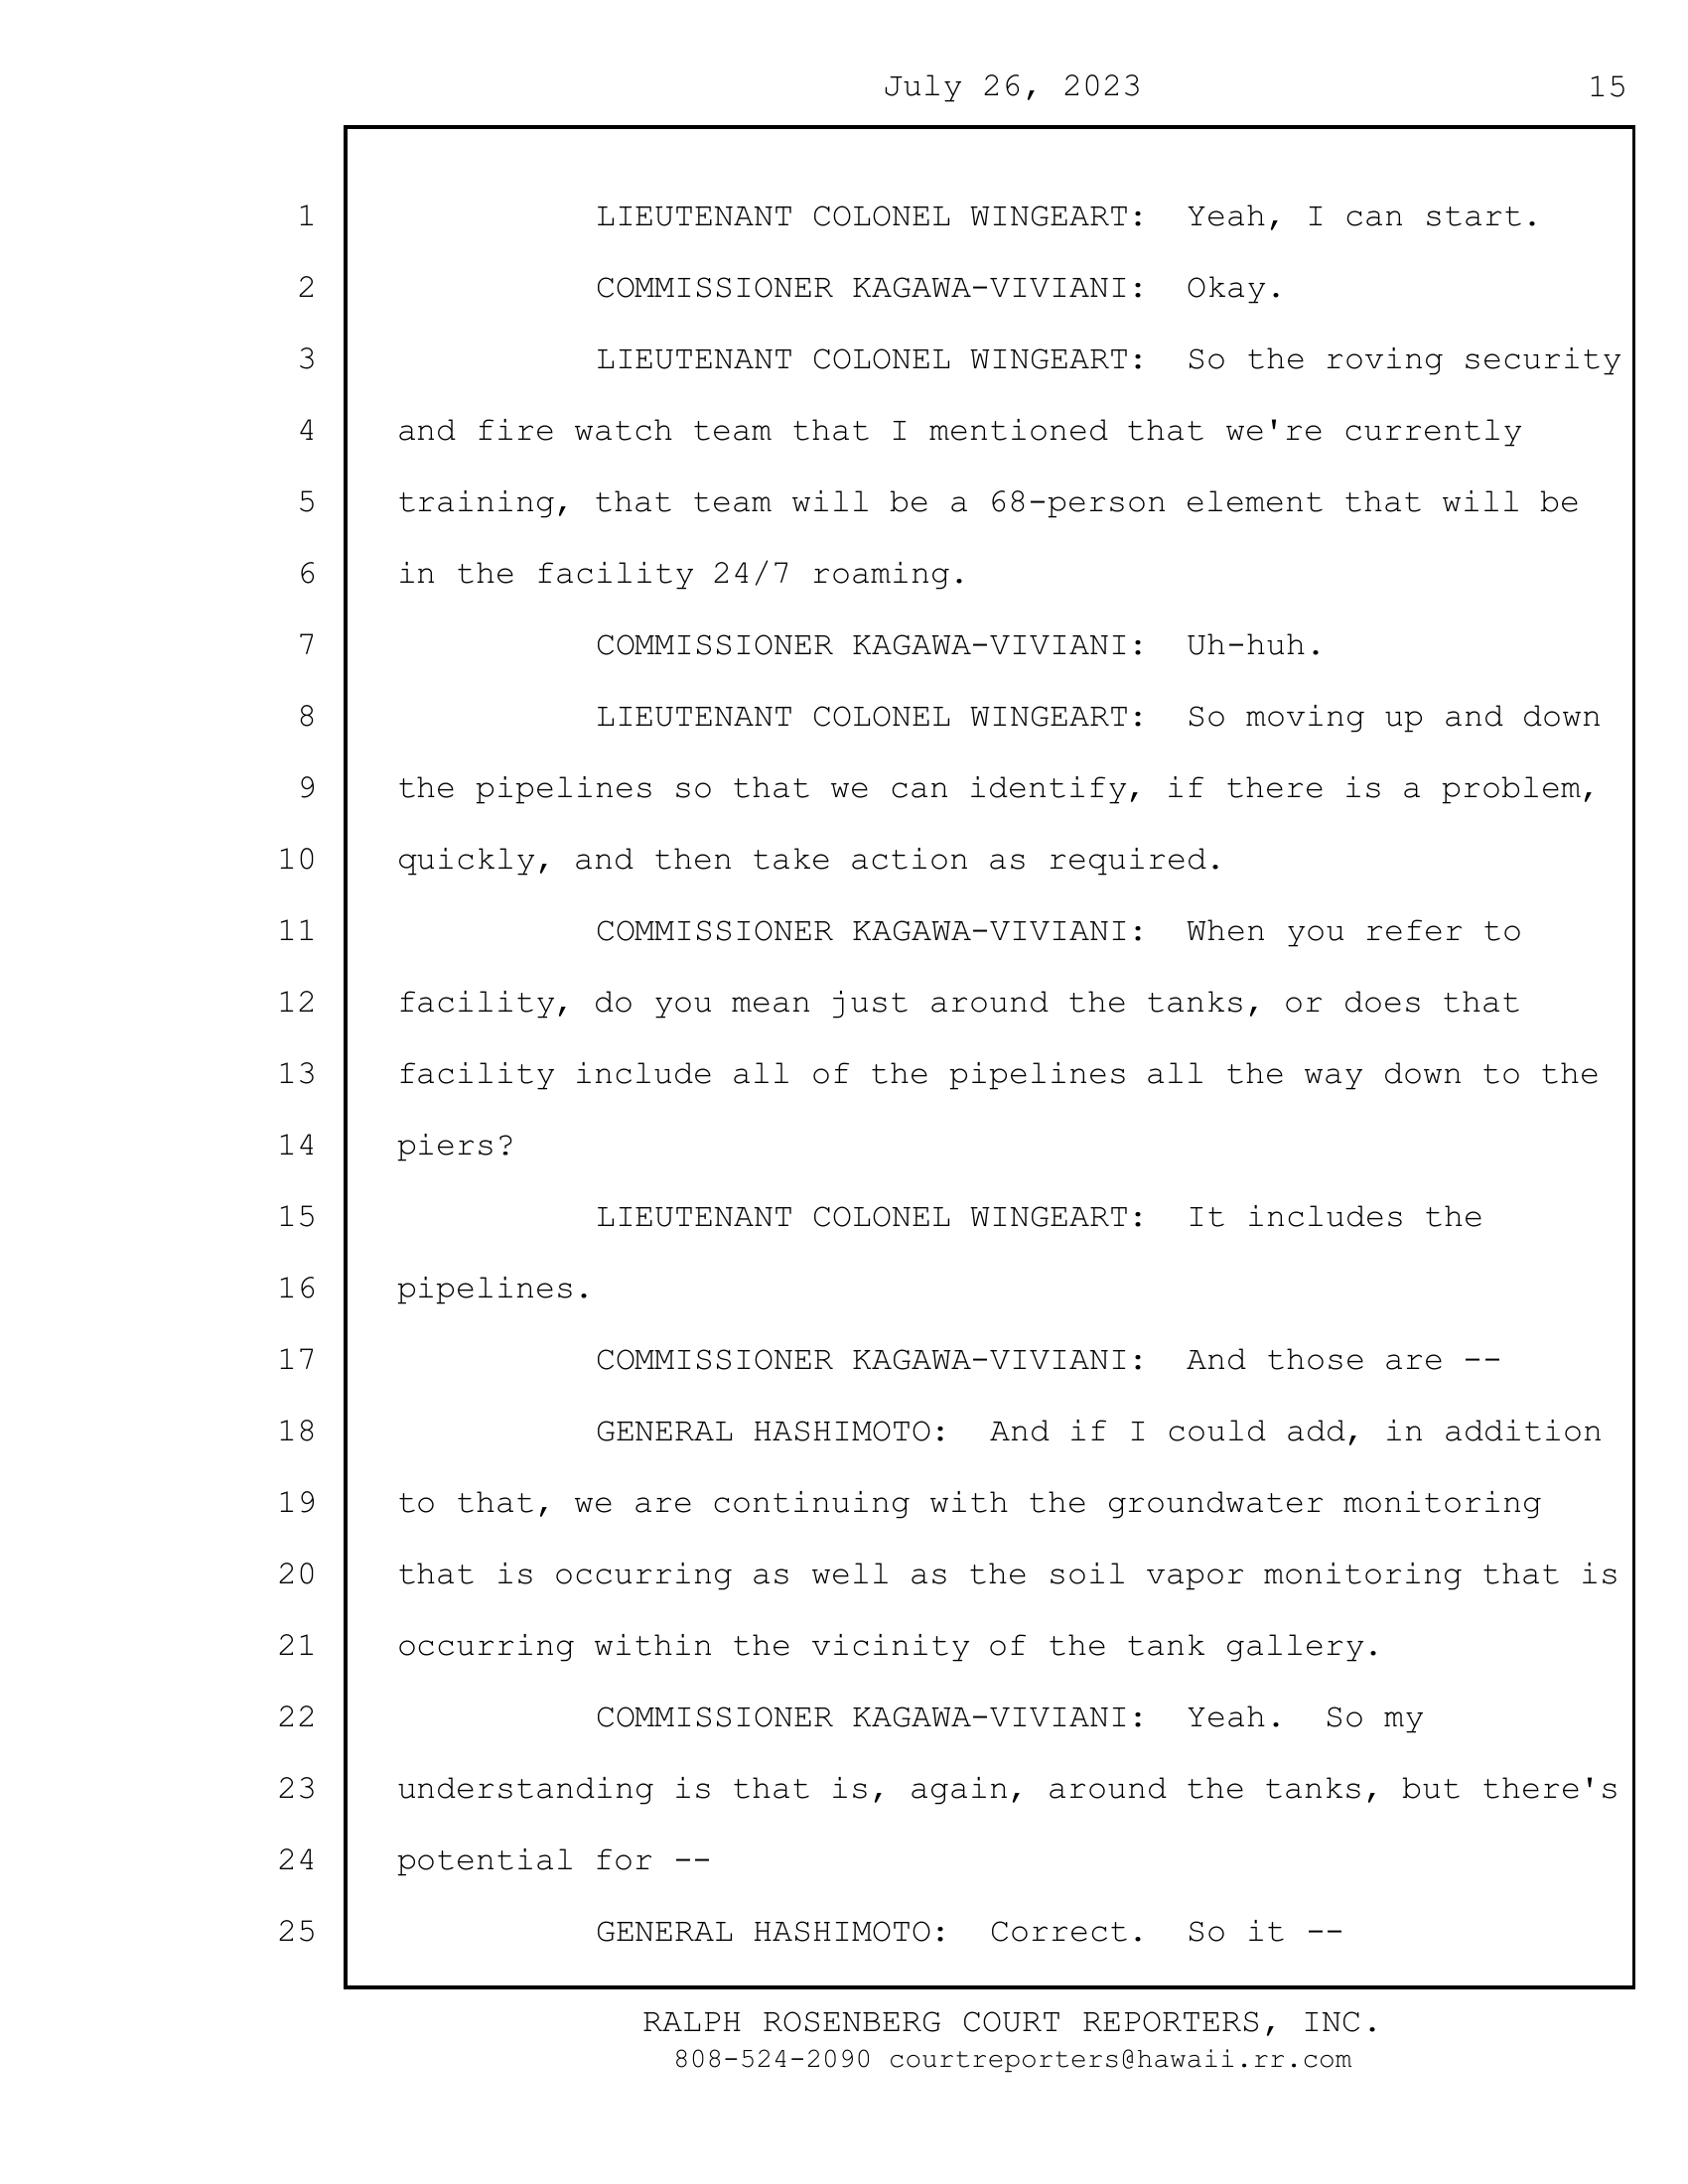 July 26, 2023 15
1 LIEUTENANT COLONEL WINGEART: Yeah, I can start.
2 COMMISSIONER KAGAWA-VIVIANI: Okay.
3 LIEUTENANT COLONEL WINGEART: So the roving security
4 and fire watch team that I mentioned that we're currently
5 training, that team will be a 68-person element that will be
6 in the facility 24/7 roaming.
7 COMMISSIONER KAGAWA-VIVIANI: Uh-huh.
8 LIEUTENANT COLONEL WINGEART: So moving up and down
9 the pipelines so that we can identify, if there is a problem,
10 quickly, and then take action as required.
11 COMMISSIONER KAGAWA-VIVIANI: When you refer to
12 facility, do you mean just around the tanks, or does that
13 facility include all of the pipelines all the way down to the
14 piers?
15 LIEUTENANT COLONEL WINGEART: It includes the
16 pipelines.
17 COMMISSIONER KAGAWA-VIVIANI: And those are --
18 GENERAL HASHIMOTO: And if I could add, in addition
19 to that, we are continuing with the groundwater monitoring
20 that is occurring as well as the soil vapor monitoring that is
21 occurring within the vicinity of the tank gallery.
22 COMMISSIONER KAGAWA-VIVIANI: Yeah. So my
23 understanding is that is, again, around the tanks, but there's
24 potential for --
25 GENERAL HASHIMOTO: Correct. So it --
RALPH ROSENBERG COURT REPORTERS, INC.
808-524-2090 courtreporters@hawaii.rr.com